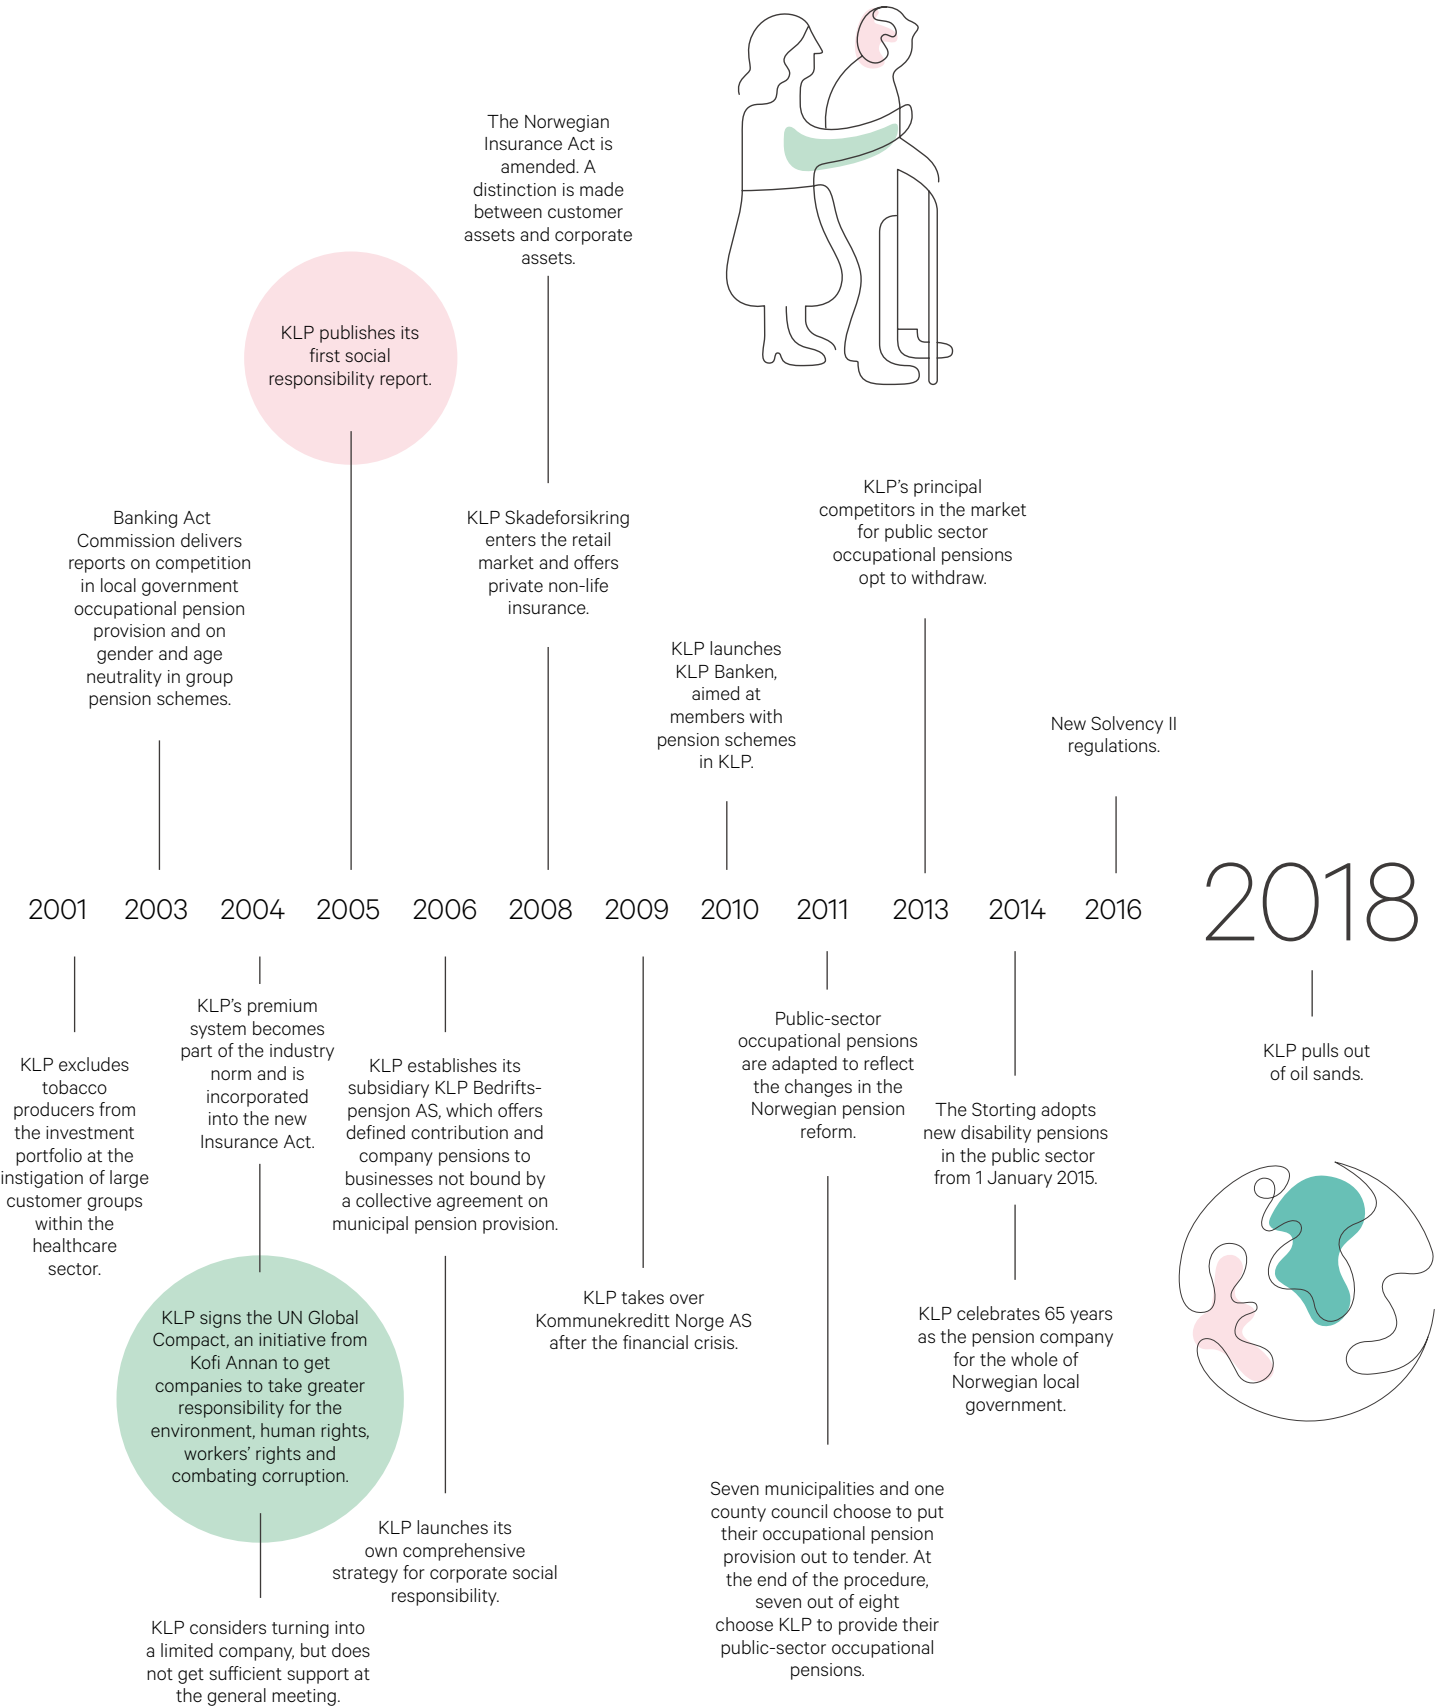 The Norwegian
Insurance Act is
amended. A
distinction is made
between customer
assets and corporate
assets.
KLP publishes its
first social
responsibility report.
Banking Act
Commission delivers
reports on competition
in local government
occupational pension
provision and on
gender and age
neutrality in group
pension schemes.
KLP Skadeforsikring
enters the retail
market and offers
private non-life
insurance.
KLP launches
KLP Banken,
aimed at
members with
pension schemes
in KLP.
KLP’s principal
competitors in the market
for public sector
occupational pensions
opt to withdraw.
New Solvency II
regulations.
2001 2003 2004 2005 2006 2008 2009 2010 2011 2013 2014 2016 2018
KLP excludes
tobacco
producers from
the investment
portfolio at the
instigation of large
customer groups
within the
healthcare
sector.
KLP’s premium
system becomes
part of the industry
norm and is
incorporated
into the new
Insurance Act.
KLP signs the UN Global
Compact, an initiative from
Kofi Annan to get
companies to take greater
responsibility for the
environment, human rights,
workers’ rights and
combating corruption.
KLP considers turning into
a limited company, but does
not get sufficient support at
the general meeting.
KLP establishes its
subsidiary KLP Bedrifts-
pensjon AS, which offers
defined contribution and
company pensions to
businesses not bound by
a collective agreement on
municipal pension provision.
KLP launches its
own comprehensive
strategy for corporate social
responsibility.
KLP takes over
Kommunekreditt Norge AS
after the financial crisis.
Public-sector
occupational pensions
are adapted to reflect
the changes in the
Norwegian pension
reform.
Seven municipalities and one
county council choose to put
their occupational pension
provision out to tender. At
the end of the procedure,
seven out of eight
choose KLP to provide their
public-sector occupational
pensions.
The Storting adopts
new disability pensions
in the public sector
from 1 January 2015.
KLP celebrates 65 years
as the pension company
for the whole of
Norwegian local
government.
KLP pulls out
of oil sands.